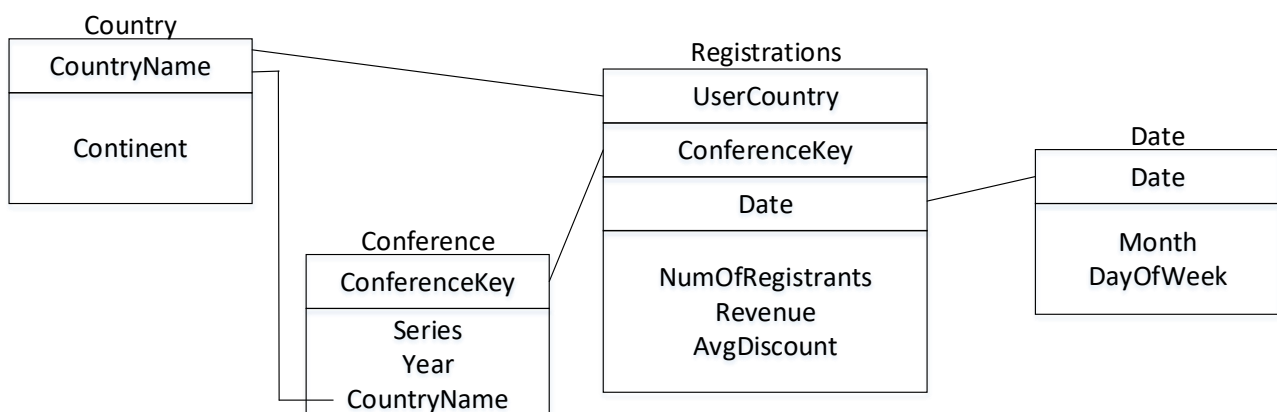 Country
CountryName
Continent
Registrations
UserCountry
ConferenceKey
Date
NumOfRegistrants
Revenue
AvgDiscount
Date
Date
Month
DayOfWeek
Conference
ConferenceKey
Series
Year
CountryName